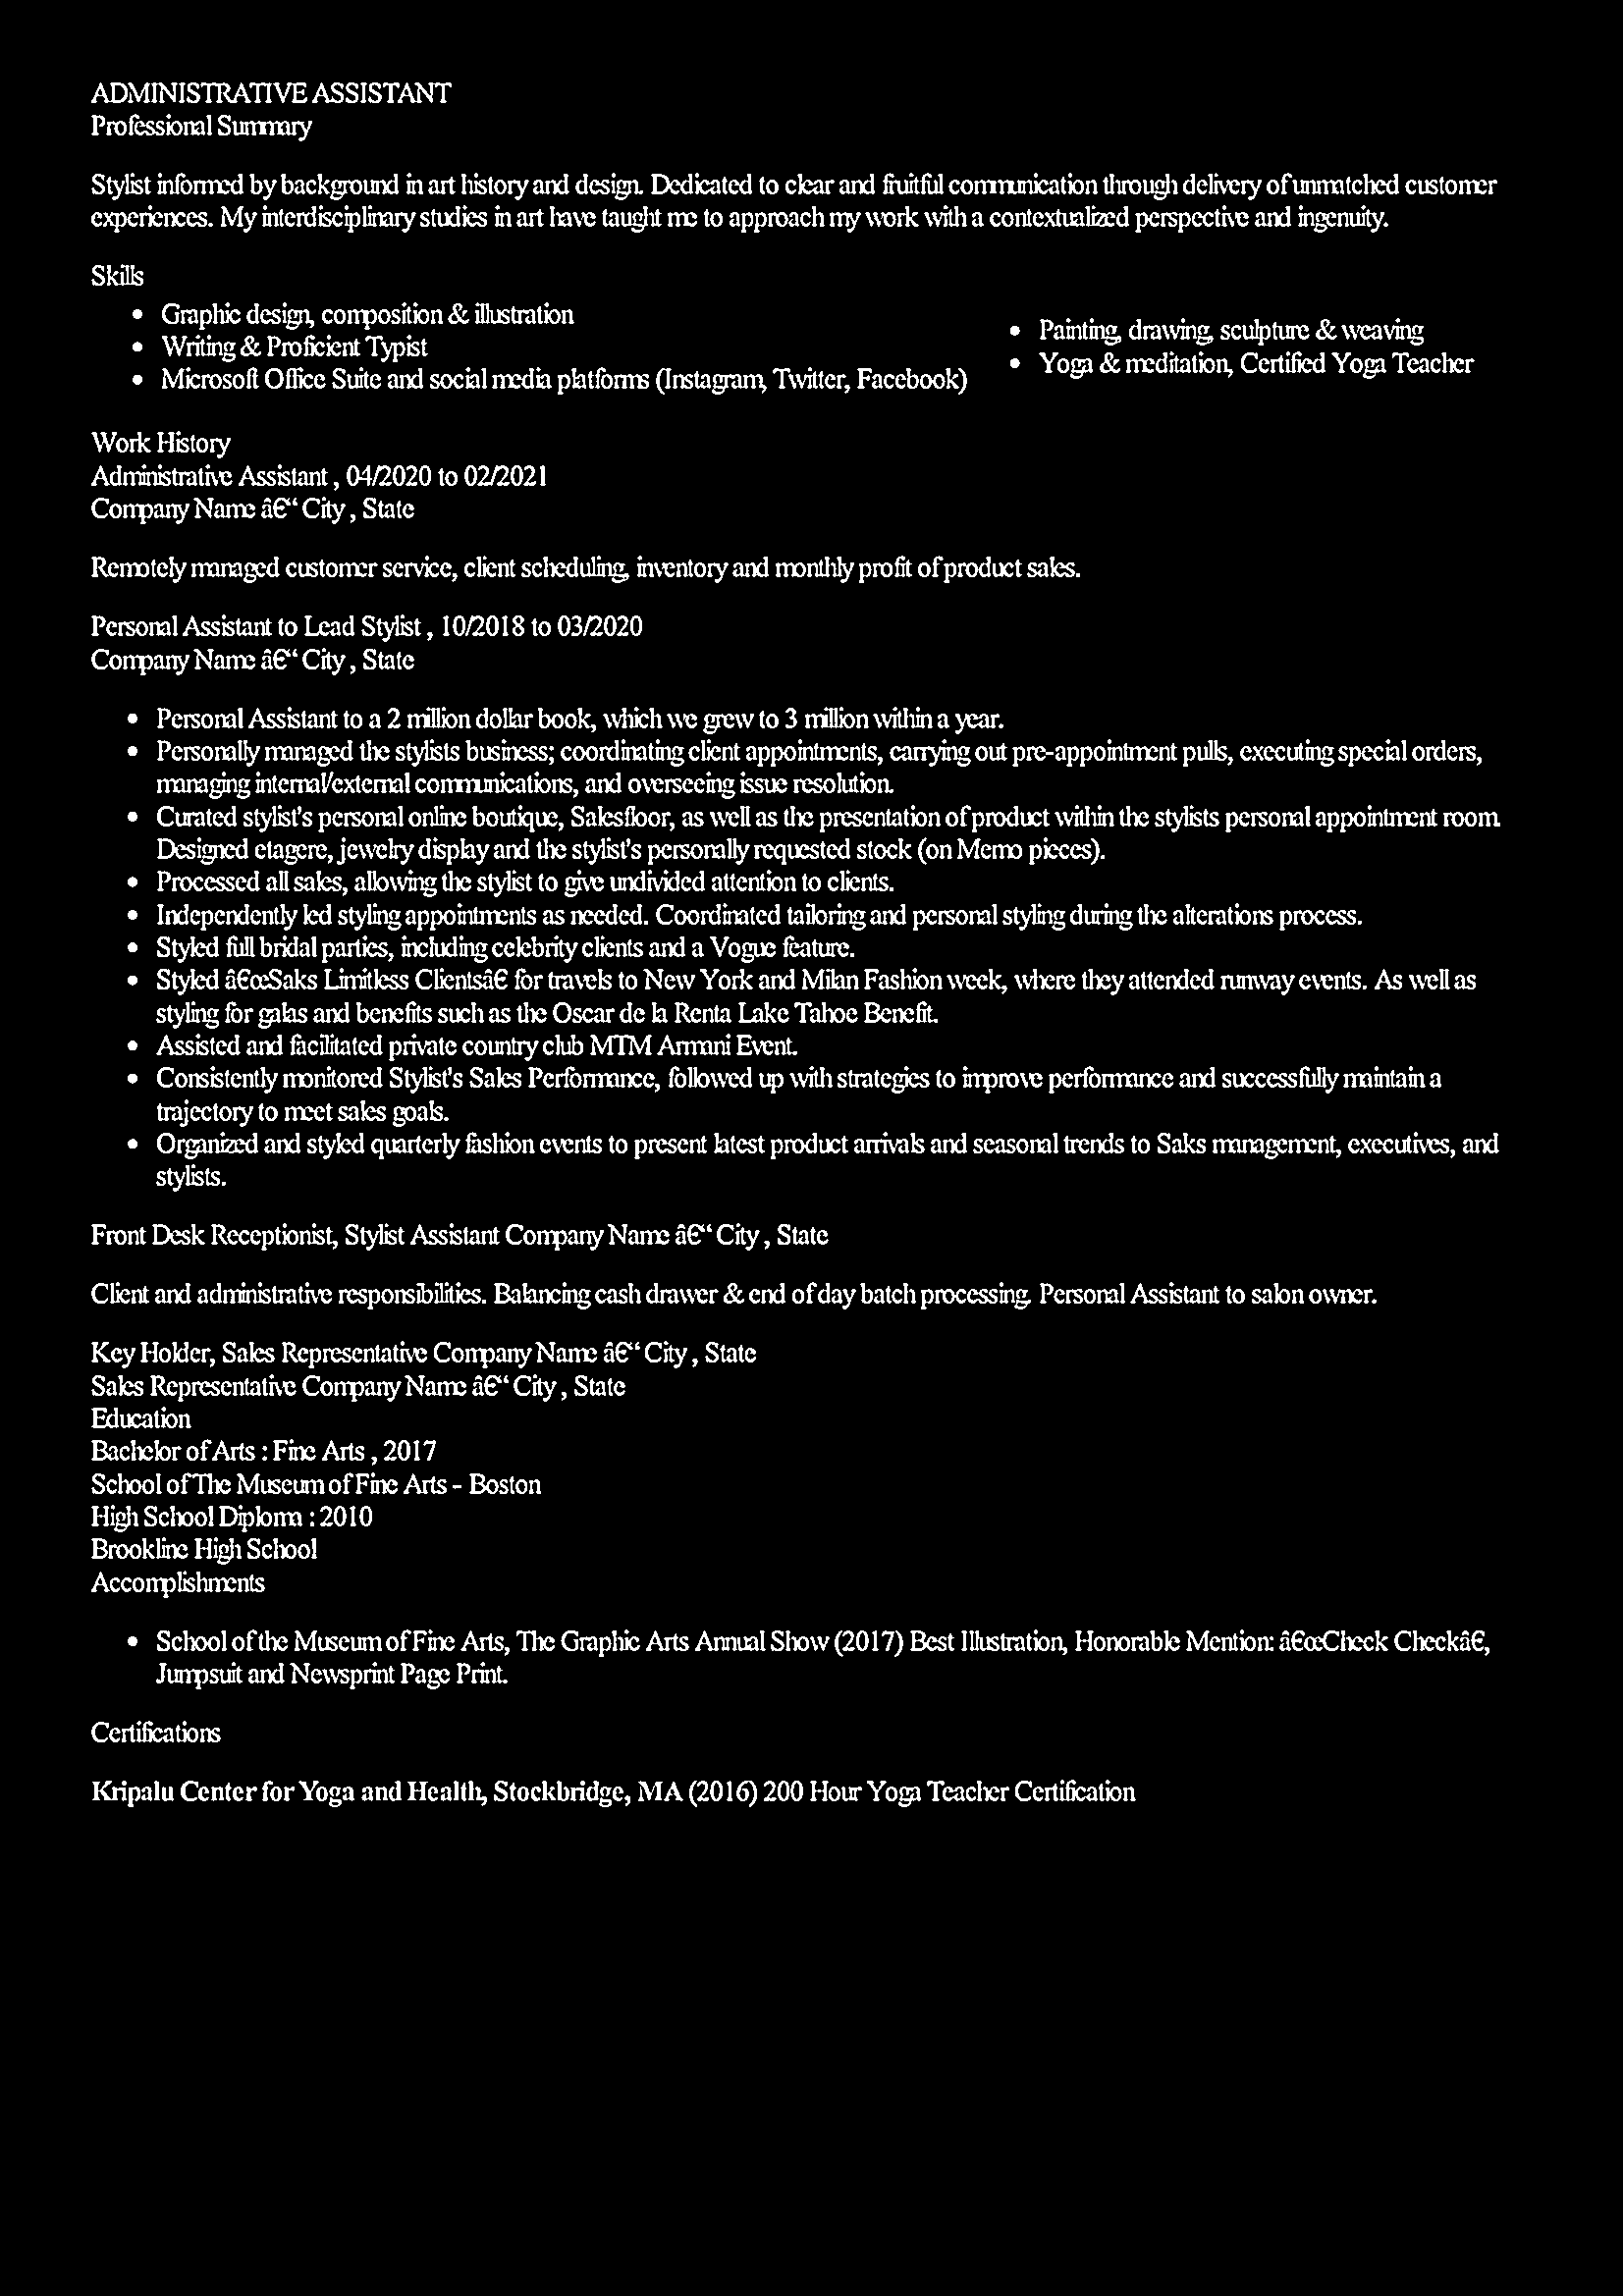 ADMINISTRATIVE ASSISTANT
Professional Summary
Stylist informed by background in art history and design. Dedicated to clear and fruitful communication through delivery of unmatched customer
experiences. My interdisciplinary studies in art have taught me to approach my work with a contextualized perspective and ingenuity.
Skills
• Graphic design, composition & illustration
• Writing & Proficient Typist
• Microsoft Office Suite and social media platforms (Instagram, Twitter, Facebook)
• Painting, drawing, sculpture & weaving
• Yoga & meditation, Certified Yoga Teacher
Work History
Administrative Assistant , 04/2020 to 02/2021
Company Name â€“ City , State
Remotely managed customer service, client scheduling, inventory and monthly profit of product sales.
Personal Assistant to Lead Stylist , 10/2018 to 03/2020
Company Name â€“ City , State
• Personal Assistant to a 2 million dollar book, which we grew to 3 million within a year.
• Personally managed the stylists business; coordinating client appointments, carrying out pre-appointment pulls, executing special orders,
managing internal/external communications, and overseeing issue resolution.
• Curated stylist's personal online boutique, Salesfloor, as well as the presentation of product within the stylists personal appointment room.
Designed etagere, jewelry display and the stylist's personally requested stock (on Memo pieces).
• Processed all sales, allowing the stylist to give undivided attention to clients.
• Independently led styling appointments as needed. Coordinated tailoring and personal styling during the alterations process.
• Styled full bridal parties, including celebrity clients and a Vogue feature.
• Styled â€œSaks Limitless Clientsâ€ for travels to New York and Milan Fashion week, where they attended runway events. As well as
styling for galas and benefits such as the Oscar de la Renta Lake Tahoe Benefit.
• Assisted and facilitated private country club MTM Armani Event.
• Consistently monitored Stylist's Sales Performance, followed up with strategies to improve performance and successfully maintain a
trajectory to meet sales goals.
• Organized and styled quarterly fashion events to present latest product arrivals and seasonal trends to Saks management, executives, and
stylists.
Front Desk Receptionist, Stylist Assistant Company Name â€“ City , State
Client and administrative responsibilities. Balancing cash drawer & end of day batch processing. Personal Assistant to salon owner.
Key Holder, Sales Representative Company Name â€“ City , State
Sales Representative Company Name â€“ City , State
Education
Bachelor of Arts : Fine Arts , 2017
School of The Museum of Fine Arts - Boston
High School Diploma : 2010
Brookline High School
Accomplishments
• School of the Museum of Fine Arts, The Graphic Arts Annual Show (2017) Best Illustration, Honorable Mention: â€œCheck Checkâ€,
Jumpsuit and Newsprint Page Print.
Certifications
Kripalu Center for Yoga and Health, Stockbridge, MA (2016) 200 Hour Yoga Teacher Certification